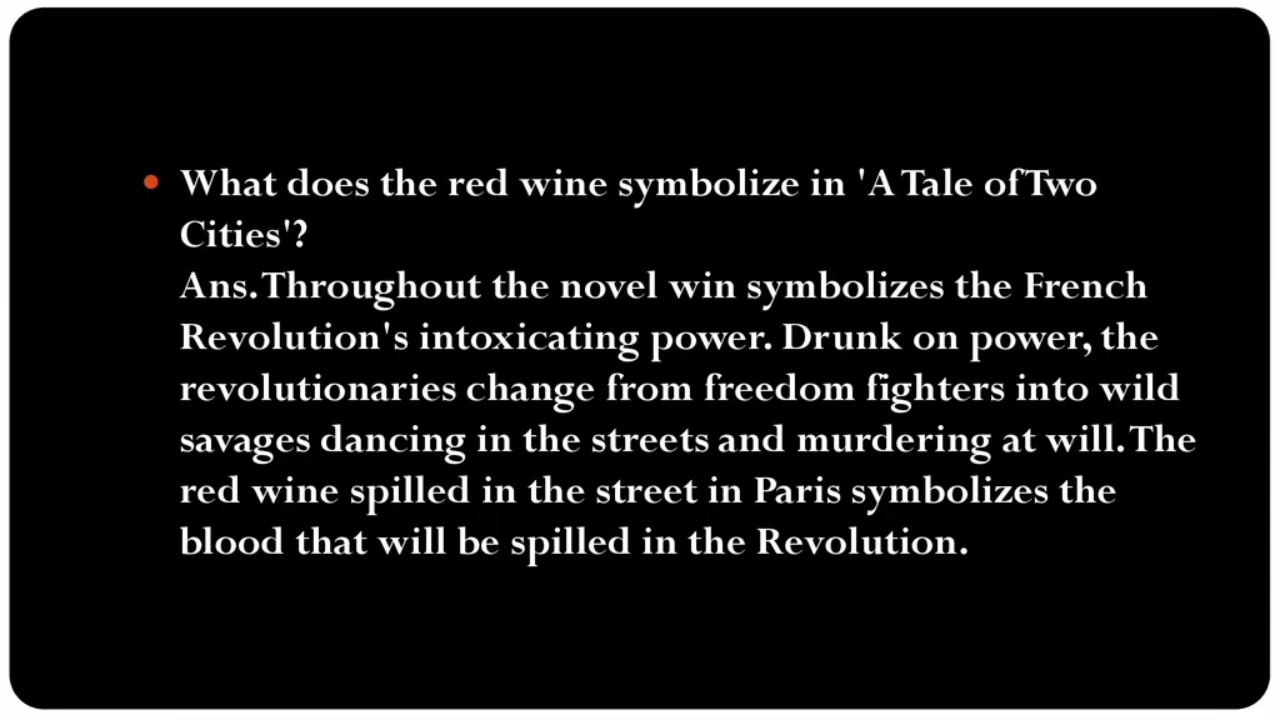 • What does the red wine symbolize in 'A Tale of Two
Cities'?
Ans. Throughout the novel win symbolizes the French
Revolution's intoxicating power. Drunk on power, the
revolutionaries change from freedom fighters into wild
savages dancing in the streets and murdering at will. The
red wine spilled in the street in Paris symbolizes the
blood that will be spilled in the Revolution.